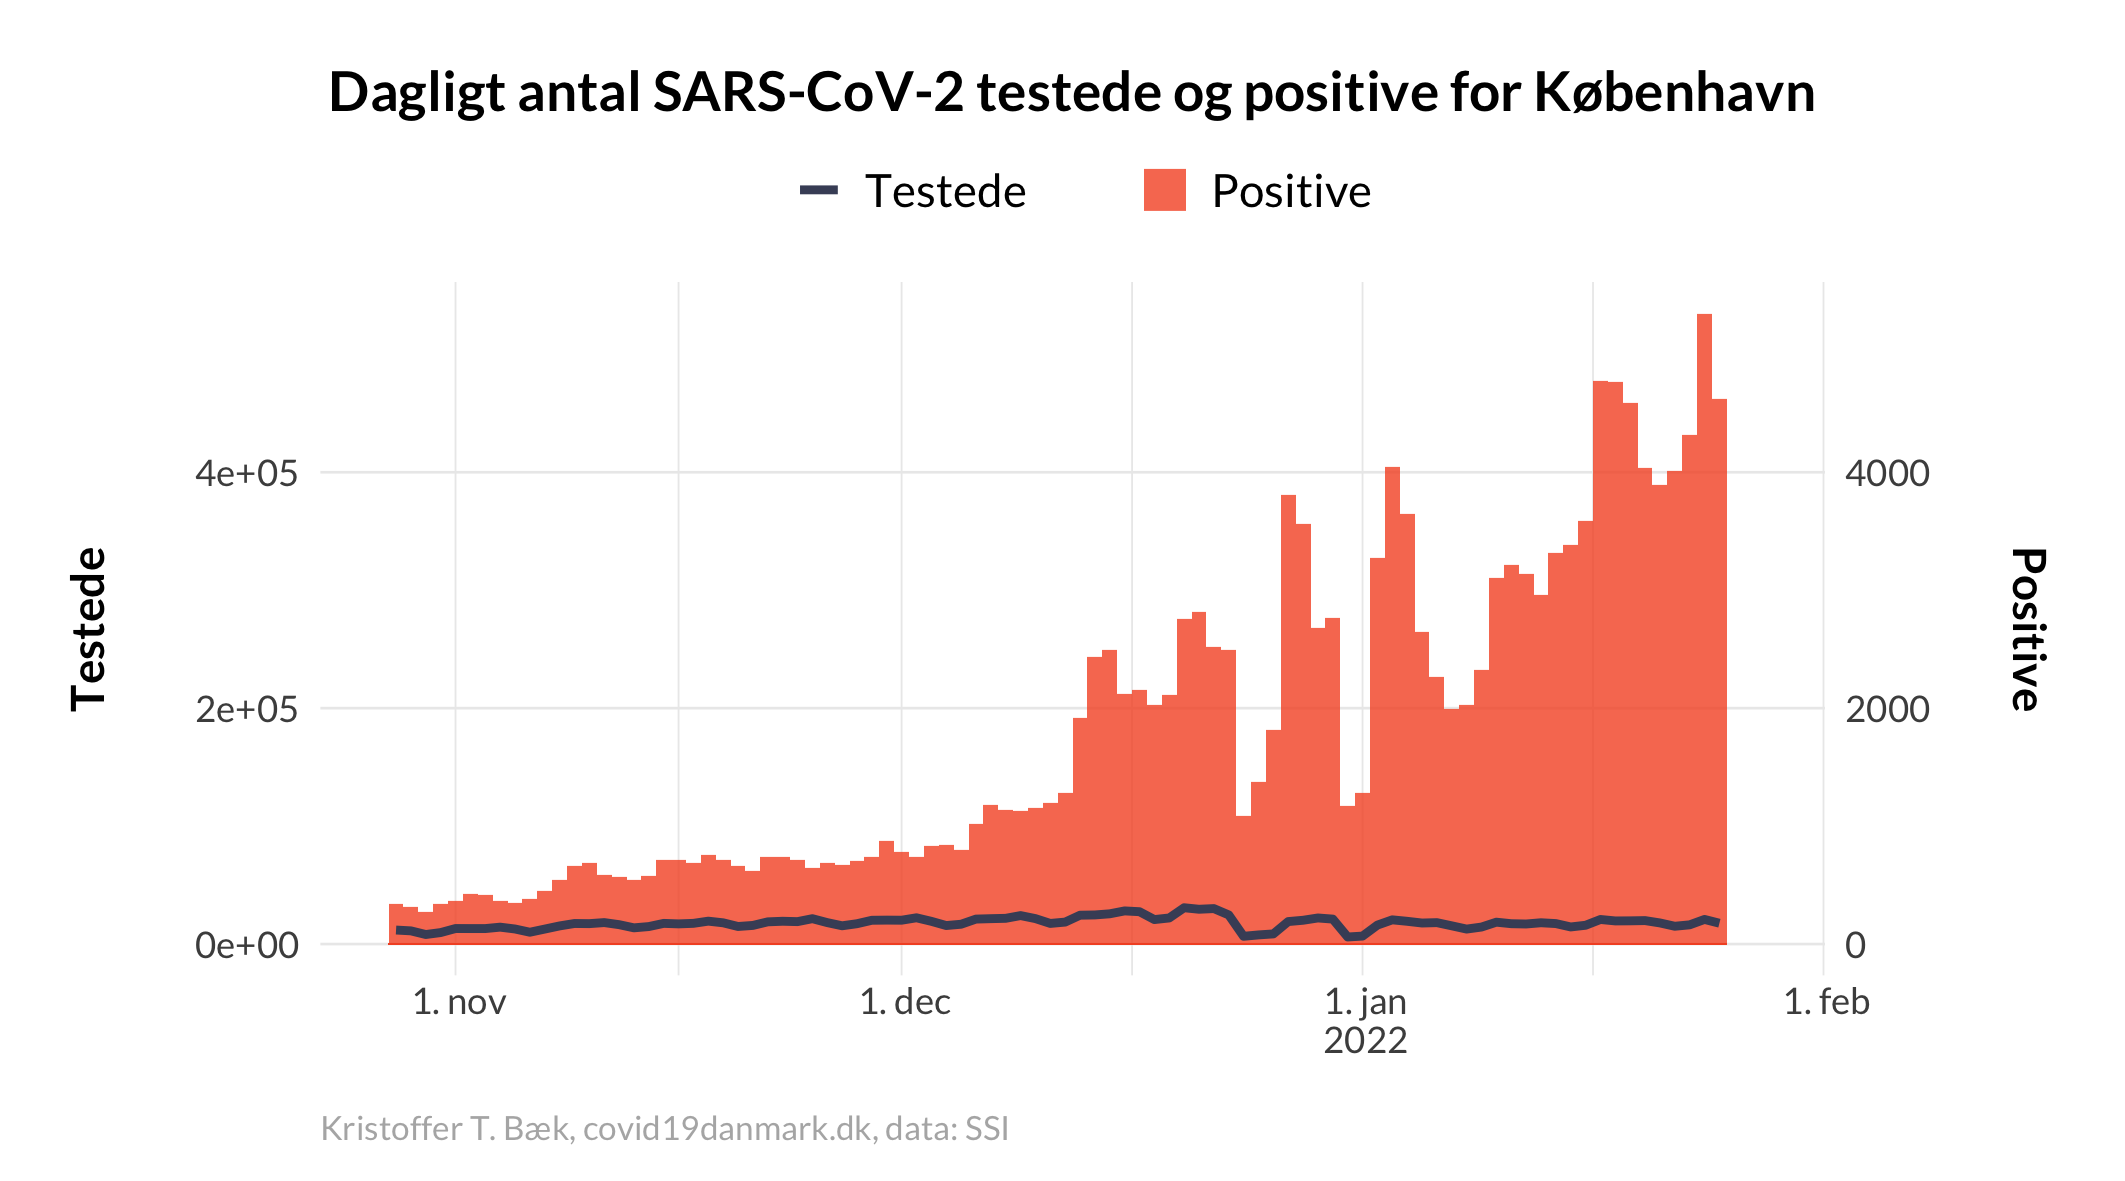 Dagligt antal SARS-CoV-2 testede og positive for København
Testede
Positive
Testede
4e+05
2e+05
0e+00
4000
2000
0
Positive
1. nov
1. dec
1. jan
2022
1. feb
Kristoffer T. Bæk, covid19danmark.dk, data: SSI